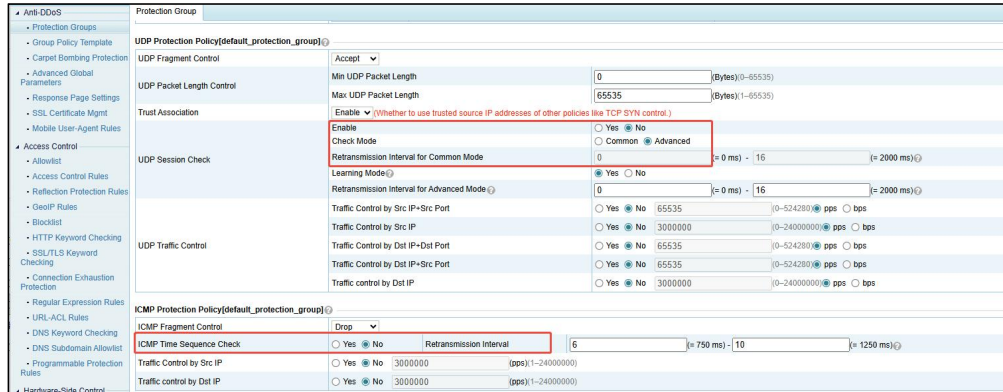 Anti-DDoS
Protection Groups
Group Policy Template
Carpet Bombing Protection
Advanced Global
Parameters
Response Page Settings
SSL Certificate Mgmt
Mobile User-Agent Rules
Access Control
Allowlist
Access Control Rules
Reflection Protection Rules
GeoIP Rules
Blocklist
HTTP Keyword Checking
SSL/TLS Keyword
Checking
Connection Exhaustion
Protection
Regular Expression Rules
URL-ACL Rules
DNS Keyword Checking
DNS Subdomain Allowlist
Programmable Protection
Rules
Hardware-Side Control
Protection Group
UDP Protection Policy[default_protection_group]
UDP Fragment Control Accept
UDP Packet Length Control
Min UDP Packet Length 0 (Bytes)(0–65535)
Max UDP Packet Length 65535 (Bytes)(1–65535)
Trust Association Enable (Whether to use trusted source IP addresses of other policies like TCP SYN control.)
UDP Session Check
Enable Yes No
Check Mode Common Advanced
Retransmission Interval for Common Mode 0 (= 0 ms) - 16 (= 2000 ms)
Learning Mode Yes No
Retransmission Interval for Advanced Mode 0 (= 0 ms) - 16 (= 2000 ms)
UDP Traffic Control
Traffic Control by Src IP+Src Port Yes No 65535 (0–524280) pps bps
Traffic Control by Src IP Yes No 3000000 (0–24000000) pps bps
Traffic Control by Dst IP+Dst Port Yes No 65535 (0–524280) pps bps
Traffic Control by Dst IP+Src Port Yes No 65535 (0–524280) pps bps
Traffic control by Dst IP Yes No 3000000 (0–24000000) pps bps
ICMP Protection Policy[default_protection_group]
ICMP Fragment Control Drop
ICMP Time Sequence Check Yes No Retransmission Interval 6 (= 750 ms) - 10 (= 1250 ms)
Traffic Control by Src IP Yes No 3000000 (pps)(1–24000000)
Traffic control by Dst IP Yes No 3000000 (pps)(1–24000000)